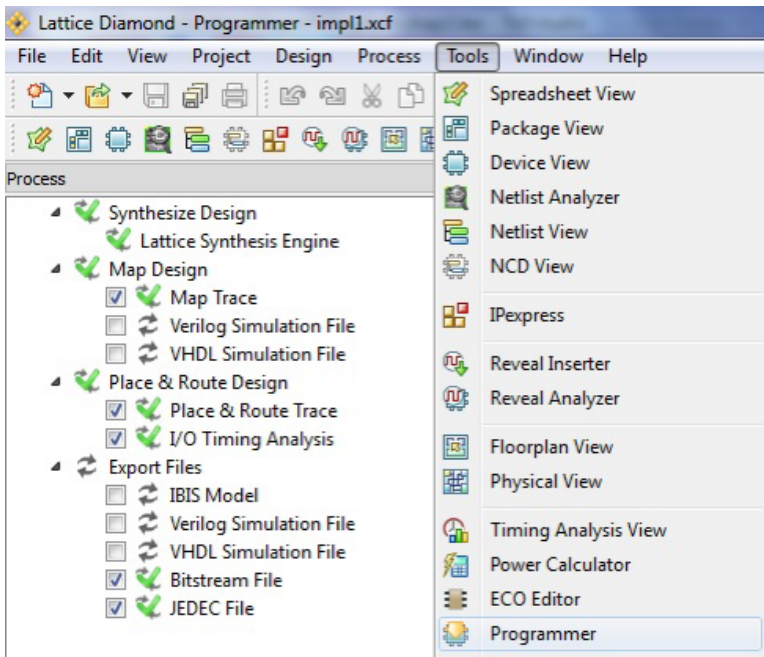 Lattice Diamond - Programmer - impl1.xcf
File Edit View Project Design Process Tools Window Help
Process
Synthesize Design
Lattice Synthesis Engine
Map Design
Map Trace
Verilog Simulation File
VHDL Simulation File
Place & Route Design
Place & Route Trace
I/O Timing Analysis
Export Files
IBIS Model
Verilog Simulation File
VHDL Simulation File
Bitstream File
JEDEC File
Spreadsheet View
Package View
Device View
Netlist Analyzer
Netlist View
NCD View
IPexpress
Reveal Inserter
Reveal Analyzer
Floorplan View
Physical View
Timing Analysis View
Power Calculator
ECO Editor
Programmer